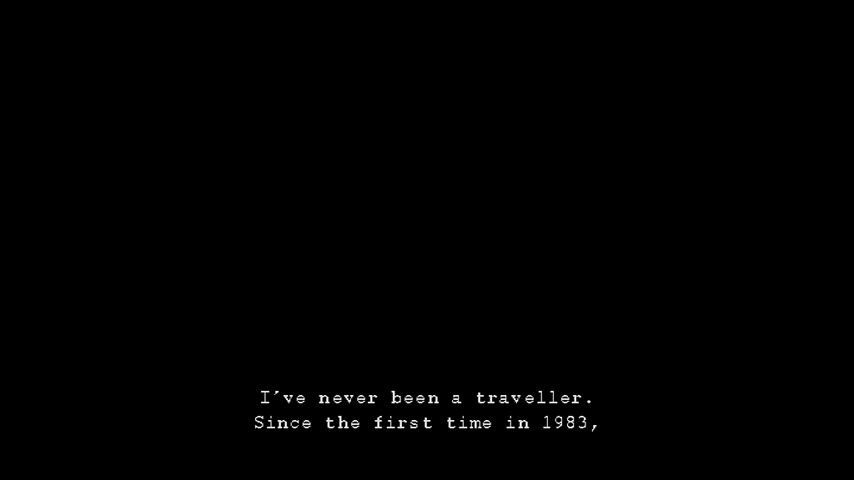 I´ve never been a traveller.
Since the first time in 1983,